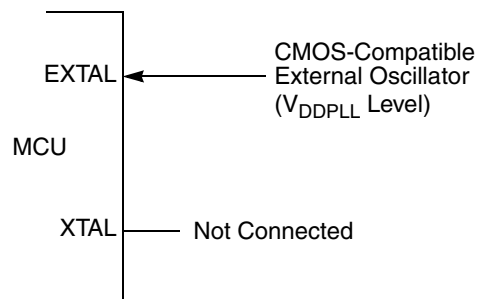 CMOS-Compatible
EXTAL
External Oscillator
(VDDPLL Level)
MCU
XTAL
Not Connected